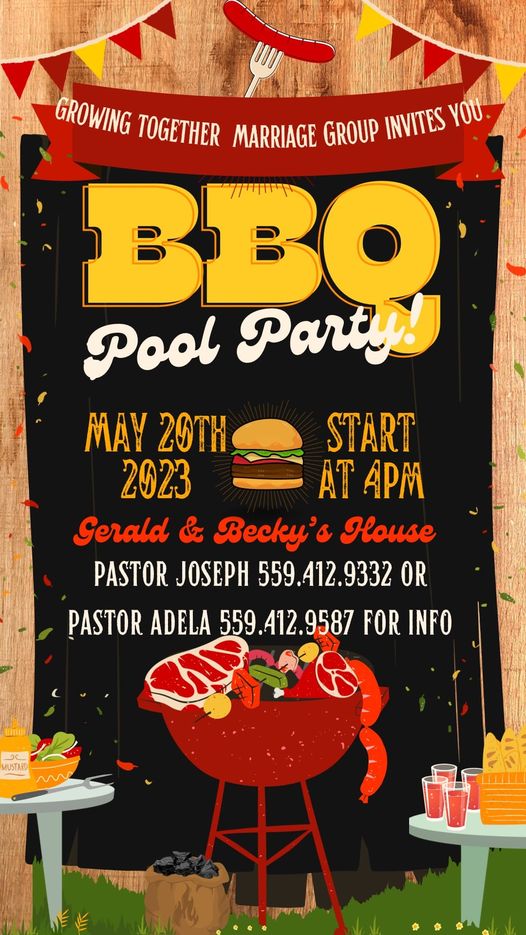 Growing Together Marriage Group invites you
BBQ
Pool Party!
MAY 20TH
2023
START
AT 4PM
Gerald & Becky's House
PASTOR JOSEPH 559.412.9332 OR
PASTOR ADELA 559.412.9587 FOR INFO
MUSTARD